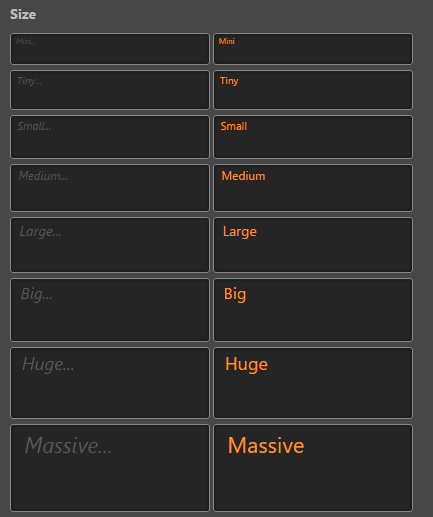 Size
Mini... Mini
Tiny... Tiny
Small... Small
Medium... Medium
Large... Large
Big... Big
Huge... Huge
Massive... Massive